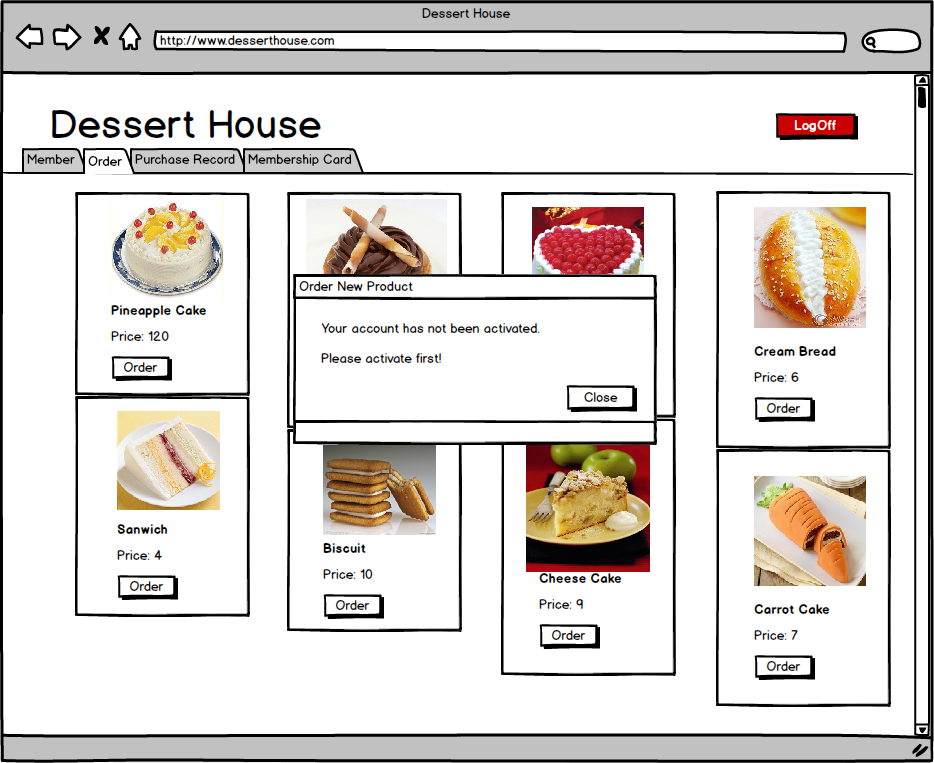 Dessert House
http://www.desserthouse.com
Dessert House
LogOff
Member
Order
Purchase Record
Membership Card
Pineapple Cake
Price: 120
Order
Order New Product
Your account has not been activated.
Please activate first!
Close
Cream Bread
Price: 6
Order
Sanwich
Price: 4
Order
Biscuit
Price: 10
Order
Cheese Cake
Price: 9
Order
Carrot Cake
Price: 7
Order